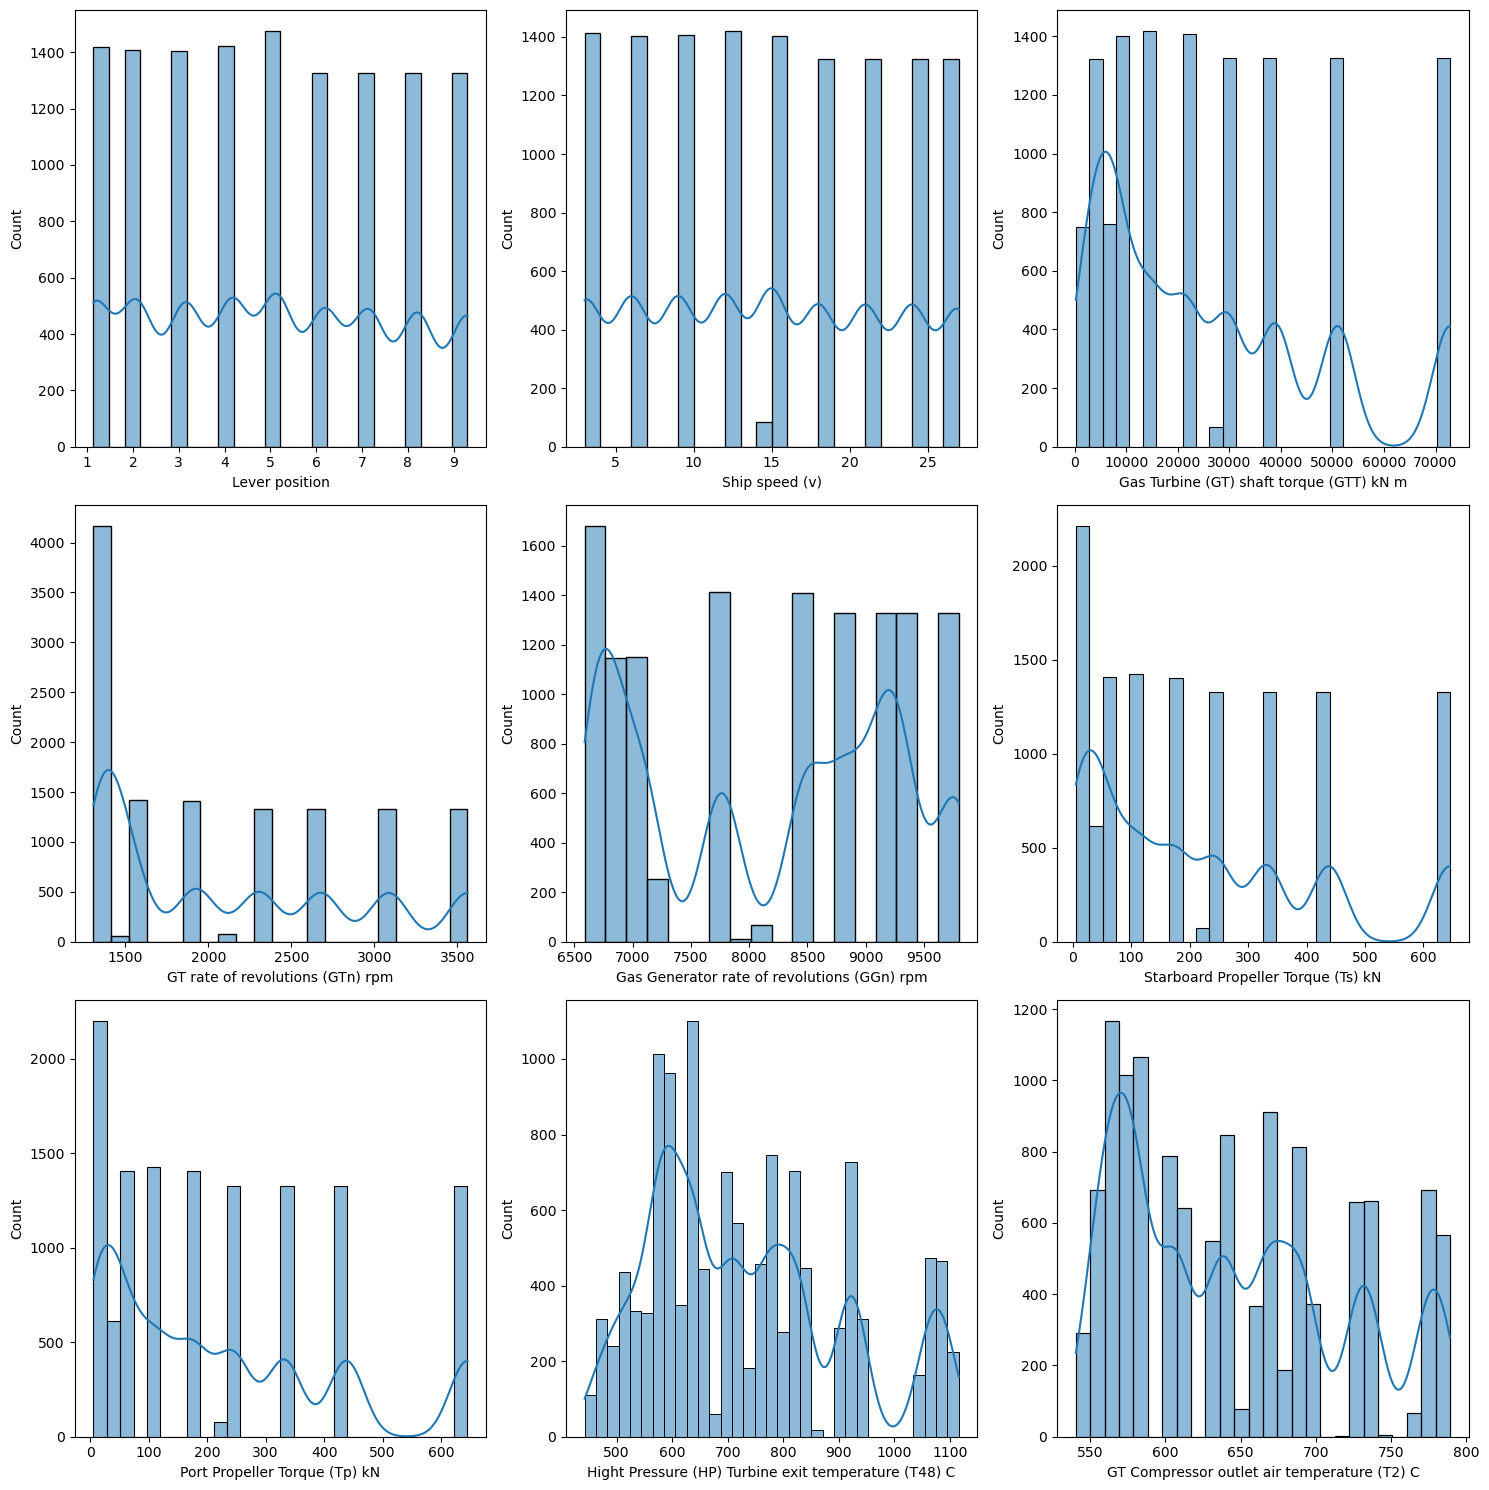 1400
1200
1000
800
600
400
200
0
Count
1 2 3 4 5 6 7 8 9
Lever position
1400
1200
1000
800
600
400
200
0
Count
5 10 15 20 25
Ship speed (v)
1400
1200
1000
800
600
400
200
0
Count
0 10000 20000 30000 40000 50000 60000 70000
Gas Turbine (GT) shaft torque (GTT) kN m
4000
3500
3000
2500
2000
1500
1000
500
0
Count
1500 2000 2500 3000 3500
GT rate of revolutions (GTn) rpm
1600
1400
1200
1000
800
600
400
200
0
Count
6500 7000 7500 8000 8500 9000 9500
Gas Generator rate of revolutions (GGn) rpm
2000
1500
1000
500
0
Count
0 100 200 300 400 500 600
Starboard Propeller Torque (Ts) kN
2000
1500
1000
500
0
Count
0 100 200 300 400 500 600
Port Propeller Torque (Tp) kN
1000
800
600
400
200
0
Count
500 600 700 800 900 1000 1100
Hight Pressure (HP) Turbine exit temperature (T48) C
1200
1000
800
600
400
200
0
Count
550 600 650 700 750 800
GT Compressor outlet air temperature (T2) C